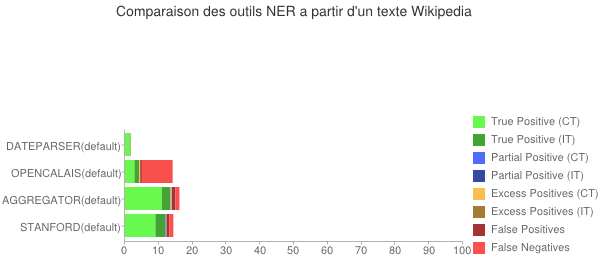 Comparaison des outils NER a partir d'un texte Wikipedia
DATEPARSER(default)
OPENCALAIS(default)
AGGREGATOR(default)
STANFORD(default)
0 10 20 30 40 50 60 70 80 90 100
True Positive (CT)
True Positive (IT)
Partial Positive (CT)
Partial Positive (IT)
Excess Positives (CT)
Excess Positives (IT)
False Positives
False Negatives